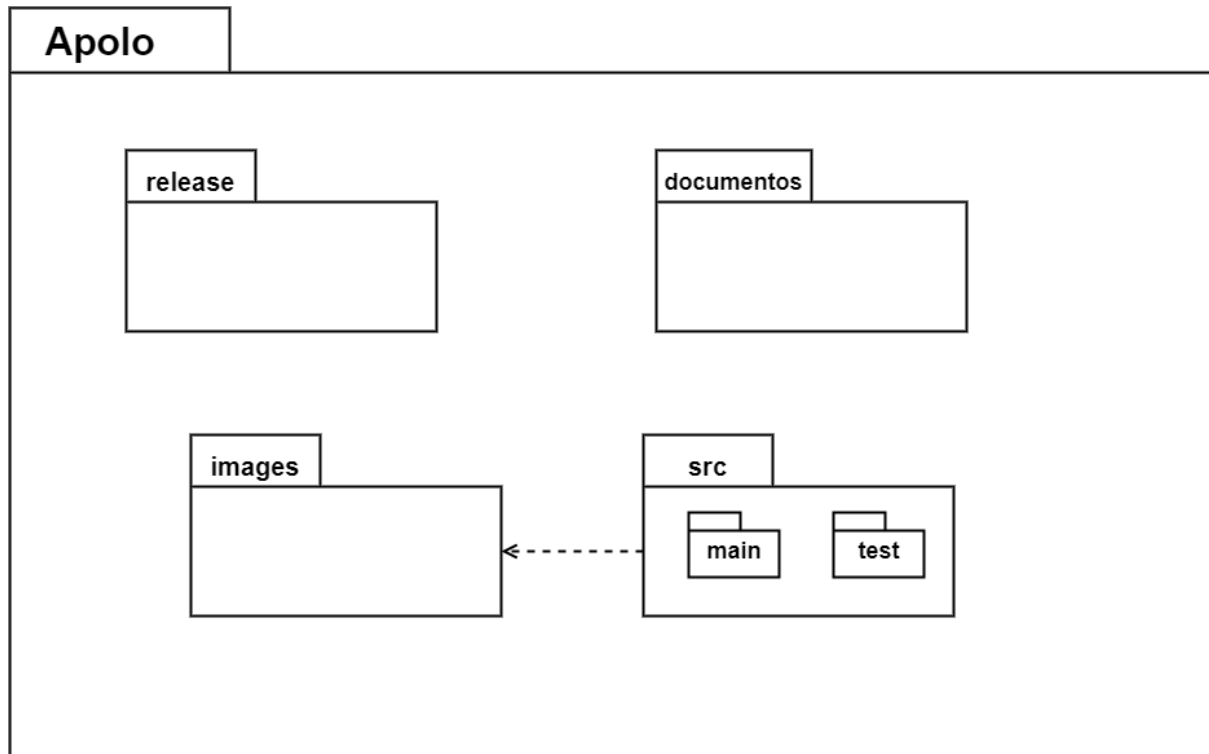 Apolo
release
documentos
images
src
main
test